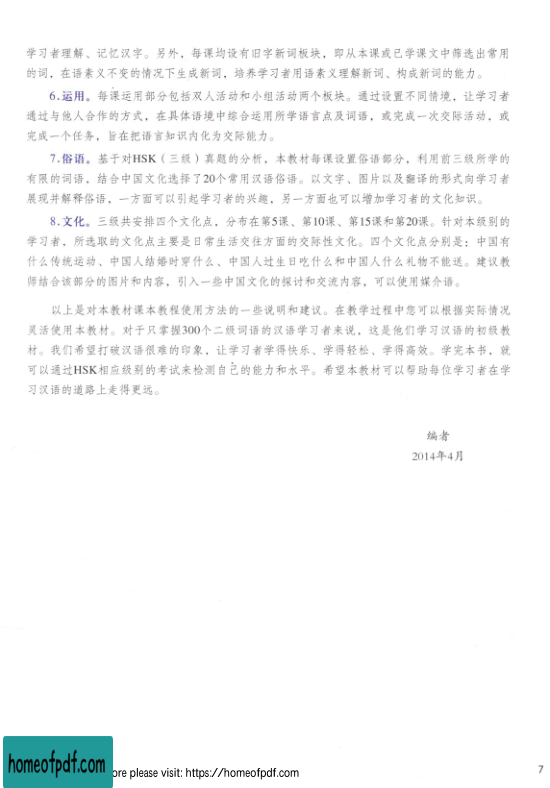 学习者理解、记忆汉字。另外，每课均设有旧字新词板块，即从本课或已学课文中筛选出常用
的词，在语素义不变的情况下生成新词，培养学习者用语素义理解新词、构成新词的能力。
6.运用。每课运用部分包括双人活动和小组活动两个板块。通过设置不同情境，让学习者
通过与他人合作的方式，在具体语境中综合运用所学语言点及词语，或完成一次交际活动，或
完成一个任务，旨在把语言知识内化为交际能力。
7.俗语。基于对HSK（三级）真题的分析，本教材每课设置俗语部分，利用前三级所学的
有限的词语，结合中国文化选择了20个常用汉语俗语。以文字、图片以及翻译的形式向学习者
展现并解释俗语，一方面可以引起学习者的兴趣，另一方面也可以增加学习者的文化知识。
8.文化。三级共安排四个文化点，分布在第5课、第10课、第15课和第20课。针对本级别的
学习者，所选取的文化点主要是日常生活交往方面的交际性文化。四个文化点分别是：中国有
什么传统运动、中国人结婚时穿什么、中国人过生日吃什么和中国人什么礼物不能送。建议教
师结合该部分的图片和内容，引入一些中国文化的探讨和交流内容，可以使用媒介语。
以上是对本教材课本教程使用方法的一些说明和建议。在教学过程中您可以根据实际情况
灵活使用本教材。对于只掌握300个二级词语的汉语学习者来说，这是他们学习汉语的初级教
材。我们希望打破汉语很难的印象，让学习者学得快乐、学得轻松、学得高效。学完本书，就
可以通过HSK相应级别的考试来检测自己的能力和水平。希望本教材可以帮助每位学习者在学
习汉语的道路上走得更远。
编者
2014年4月
homeofpdf.com
ore please visit: https://homeofpdf.com
7